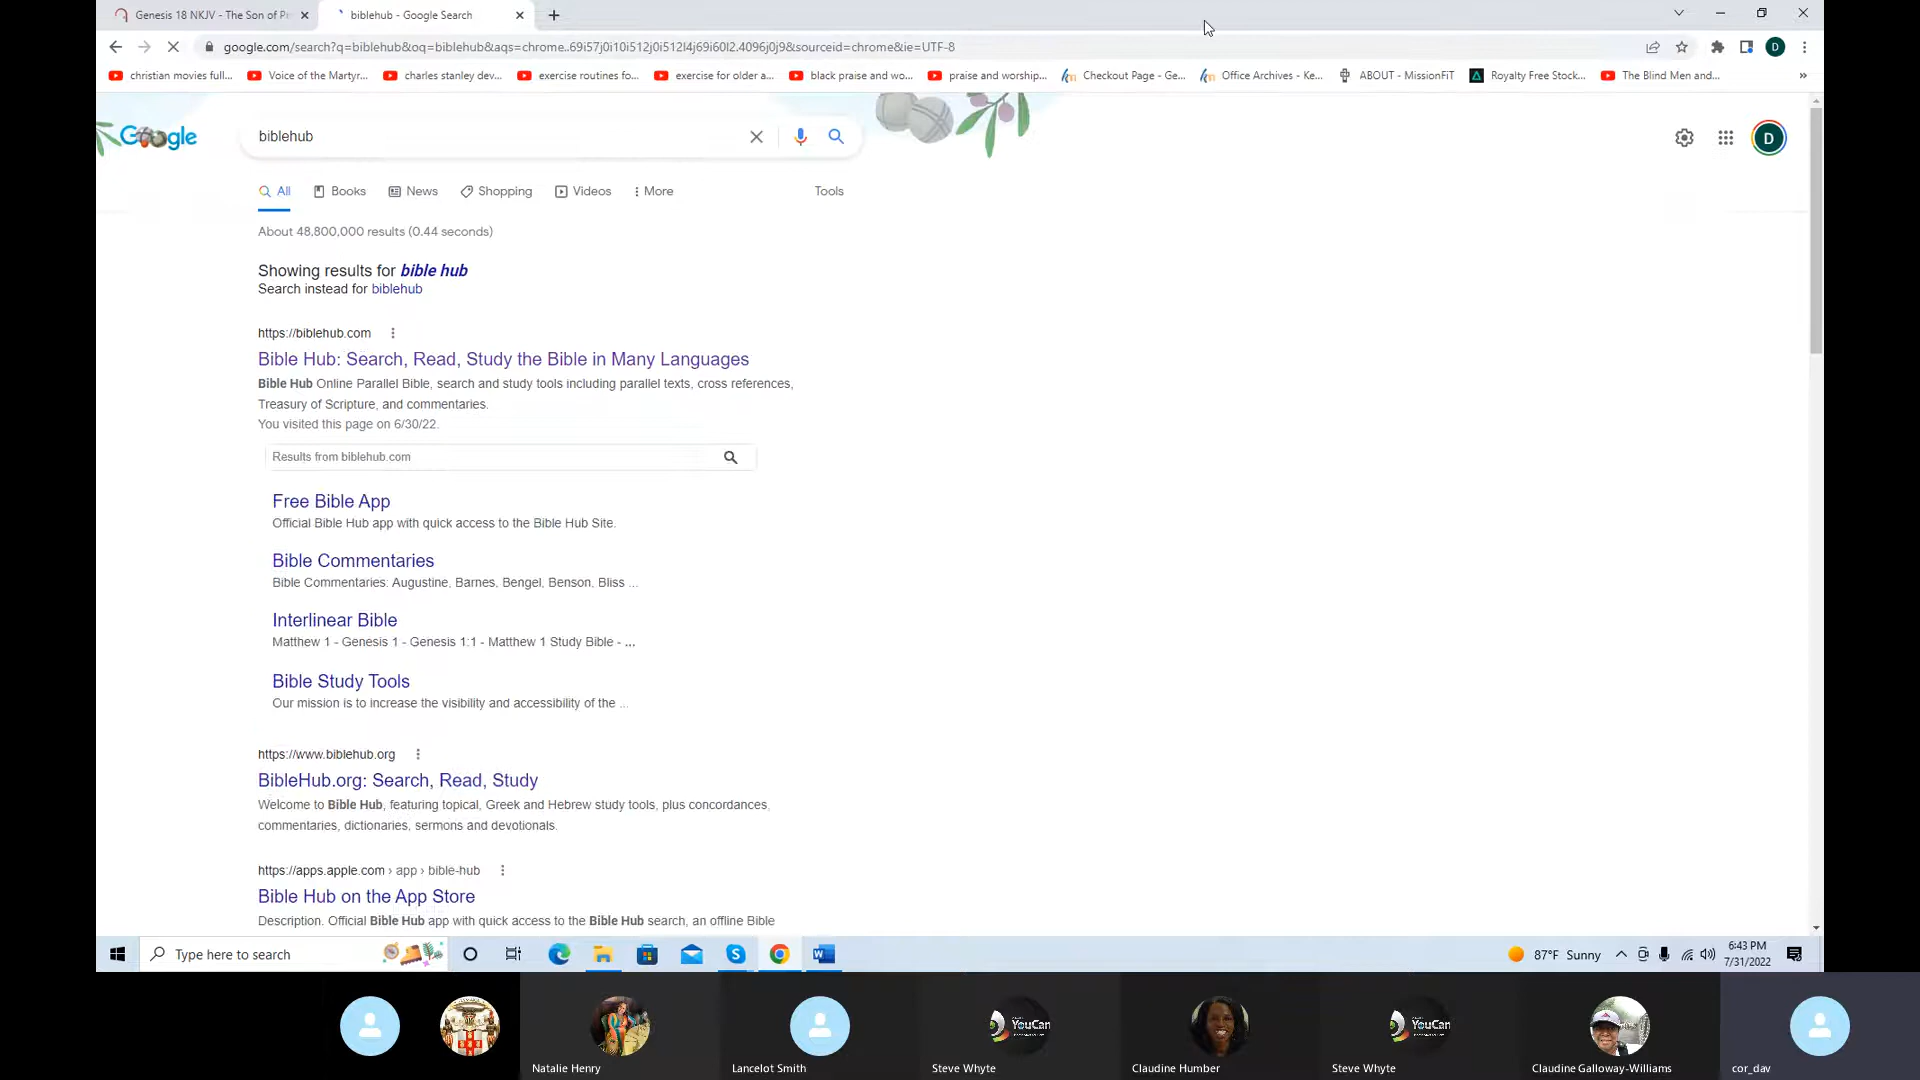 Genesis 18 NKJV - The Son of Pr
biblehub - Google Search
google.com/search?q=biblehub&oq=biblehub&aqs=chrome..69i57j0i10i512j0i512l4j69i60l2.4096j0j9&sourceid=chrome&ie=UTF-8
D
christian movies full...
Voice of the Martyr...
charles stanley dev...
exercise routines fo...
exercise for older a...
black praise and wo...
praise and worship...
Checkout Page - Ge...
Office Archives - Ke...
ABOUT - MissionFiT
Royalty Free Stock...
The Blind Men and...
»
Google
biblehub
D
All
Books
News
Shopping
Videos
More
Tools
About 48,800,000 results (0.44 seconds)
Showing results for bible hub
Search instead for biblehub
https://biblehub.com
Bible Hub: Search, Read, Study the Bible in Many Languages
Bible Hub Online Parallel Bible, search and study tools including parallel texts, cross references,
Treasury of Scripture, and commentaries.
You visited this page on 6/30/22.
Results from biblehub.com
Free Bible App
Official Bible Hub app with quick access to the Bible Hub Site.
Bible Commentaries
Bible Commentaries: Augustine, Barnes, Bengel, Benson, Bliss ...
Interlinear Bible
Matthew 1 - Genesis 1 - Genesis 1:1 - Matthew 1 Study Bible - ...
Bible Study Tools
Our mission is to increase the visibility and accessibility of the ...
https://www.biblehub.org
BibleHub.org: Search, Read, Study
Welcome to Bible Hub, featuring topical, Greek and Hebrew study tools, plus concordances,
commentaries, dictionaries, sermons and devotionals.
https://apps.apple.com › app › bible-hub
Bible Hub on the App Store
Description. Official Bible Hub app with quick access to the Bible Hub search, an offline Bible
Type here to search
87°F Sunny
6:43 PM
7/31/2022
YouCan
YouCan
Natalie Henry
Lancelot Smith
Steve Whyte
Claudine Humber
Steve Whyte
Claudine Galloway-Williams
cor_dav